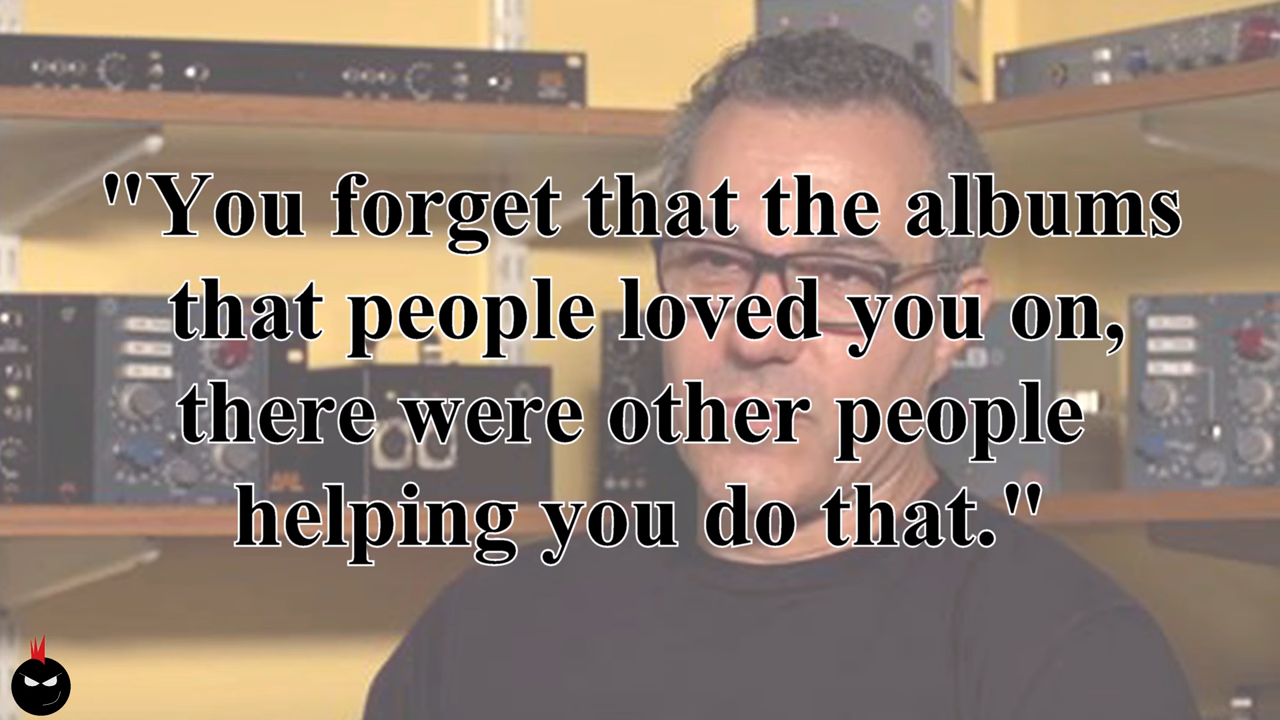 "You forget that the albums
that people loved you on,
there were other people
helping you do that."